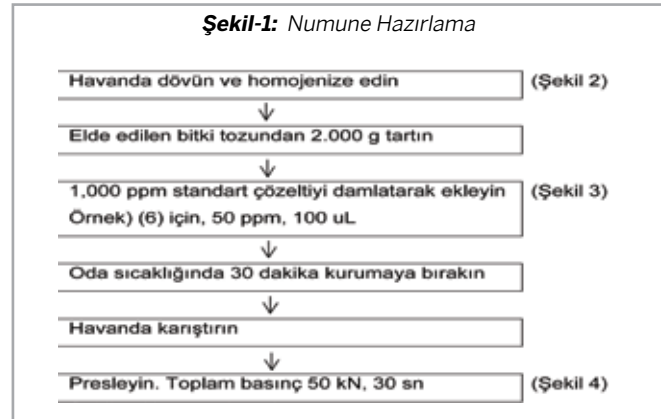 Şekil-1: Numune Hazırlama
Havanda dövün ve homojenize edin (Şekil 2)
Elde edilen bitki tozundan 2.000 g tartın
1,000 ppm standart çözeltiyi damlatarak ekleyin (Şekil 3)
Örnek) (6) için, 50 ppm, 100 uL
Oda sıcaklığında 30 dakika kurumaya bırakın
Havanda karıştırın
Presleyin. Toplam basınç 50 kN, 30 sn (Şekil 4)